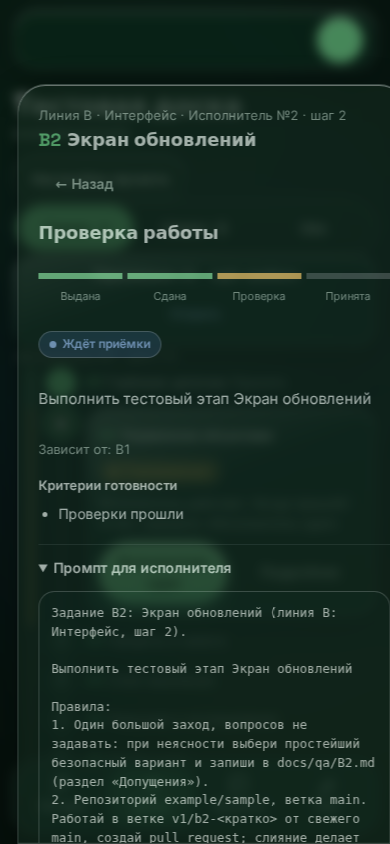 Линия B · Интерфейс · Исполнитель №2 · шаг 2
B2 Экран обновлений
← Назад
Проверка работы
Выдана
Сдана
Проверка
Принята
Ждёт приёмки
Выполнить тестовый этап Экран обновлений
Зависит от: B1
Критерии готовности
• Проверки прошли
▼ Промпт для исполнителя
Задание B2: Экран обновлений (линия B:
Интерфейс, шаг 2).
Выполнить тестовый этап Экран обновлений
Правила:
1. Один большой заход, вопросов не
задавать: при неясности выбери простейший
безопасный вариант и запиши в docs/qa/B2.md
(раздел «Допущения»).
2. Репозиторий example/sample, ветка main.
Работай в ветке v1/b2-<кратко> от свежего
main, создай pull request; слияние делает